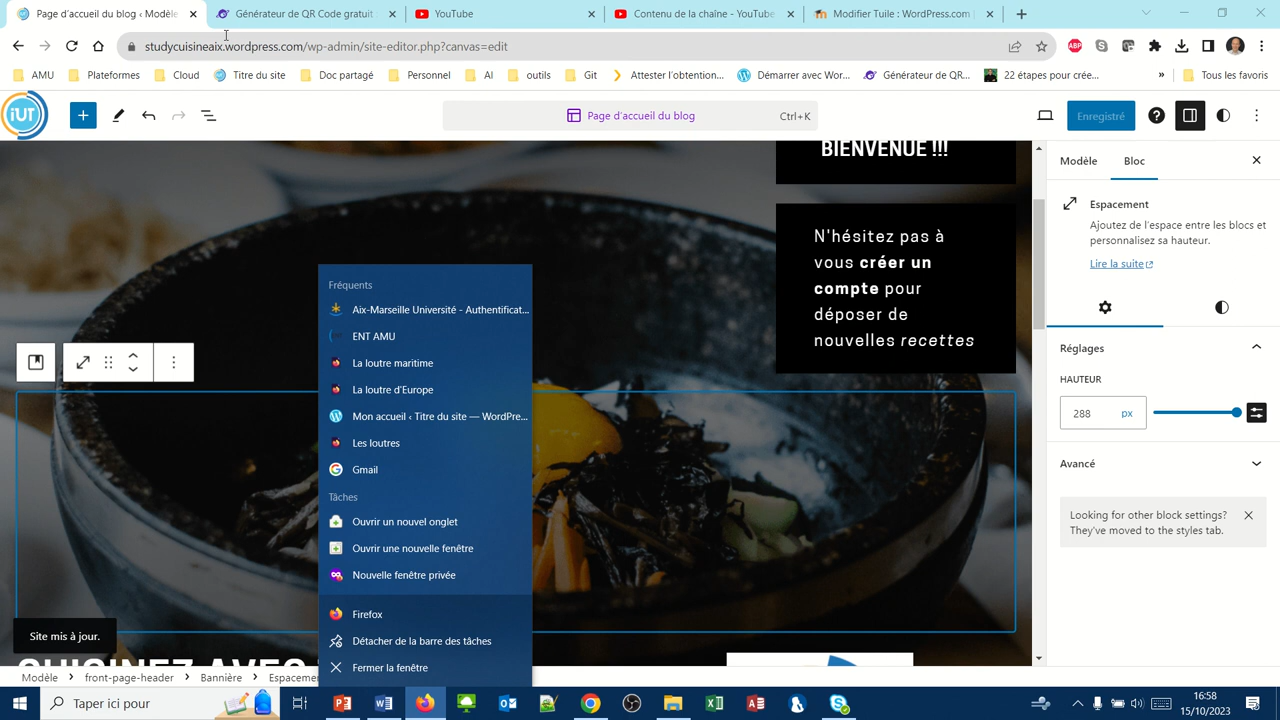 Page d'accueil du blog ‹ Modèle
Générateur de QR Code gratuit
YouTube
Contenu de la chaîne - YouTube
Modifier Tuile : WordPress.com |
studycuisineaix.wordpress.com/wp-admin/site-editor.php?canvas=edit
ABP
AMU
Plateformes
Cloud
Titre du site
Doc partagé
Personnel
AI
outils
Git
Attester l'obtention...
Démarrer avec Wor...
Générateur de QR...
22 étapes pour crée...
»
Tous les favoris
iUT
Page d'accueil du blog
Ctrl+K
Enregistré
BIENVENUE !!!
N'hésitez pas à
vous créer un
compte pour
déposer de
nouvelles recettes
Modèle
Bloc
Espacement
Ajoutez de l'espace entre les blocs et
personnalisez sa hauteur.
Lire la suite
Réglages
HAUTEUR
288 px
Avancé
Looking for other block settings?
They've moved to the styles tab.
Fréquents
Aix-Marseille Université - Authentificat...
ENT AMU
La loutre maritime
La loutre d'Europe
Mon accueil ‹ Titre du site — WordPre...
Les loutres
Gmail
Tâches
Ouvrir un nouvel onglet
Ouvrir une nouvelle fenêtre
Nouvelle fenêtre privée
Firefox
Détacher de la barre des tâches
Fermer la fenêtre
Site mis à jour.
CUISINEZ AVEC
Modèle > front-page-header > Bannière > Espacemen
Taper ici pour
16:58
15/10/2023